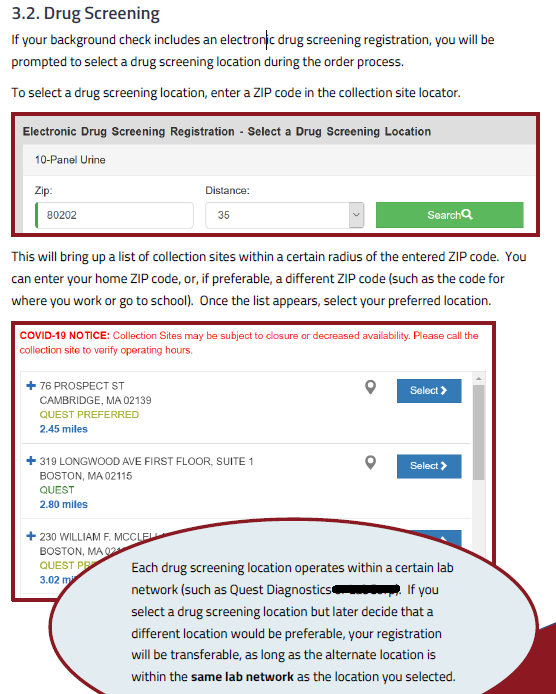 3.2. Drug Screening
If your background check includes an electronic drug screening registration, you will be
prompted to select a drug screening location during the order process.
To select a drug screening location, enter a ZIP code in the collection site locator.
Electronic Drug Screening Registration - Select a Drug Screening Location
10-Panel Urine
Zip: Distance:
80202 35 Search
This will bring up a list of collection sites within a certain radius of the entered ZIP code. You
can enter your home ZIP code, or, if preferable, a different ZIP code (such as the code for
where you work or go to school). Once the list appears, select your preferred location.
COVID-19 NOTICE: Collection Sites may be subject to closure or decreased availability. Please call the
collection site to verify operating hours.
76 PROSPECT ST
CAMBRIDGE, MA 02139 Select
QUEST PREFERRED
2.45 miles
319 LONGWOOD AVE FIRST FLOOR, SUITE 1
BOSTON, MA 02115 Select
QUEST
2.80 miles
230 WILLIAM F.
BOSTON, MA
QUEST
3.02
Each drug screening location operates within a certain lab
network (such as Quest Diagnostics If you
select a drug screening location but later decide that a
different location would be preferable, your registration
will be transferable, as long as the alternate location is
within the same lab network as the location you selected.